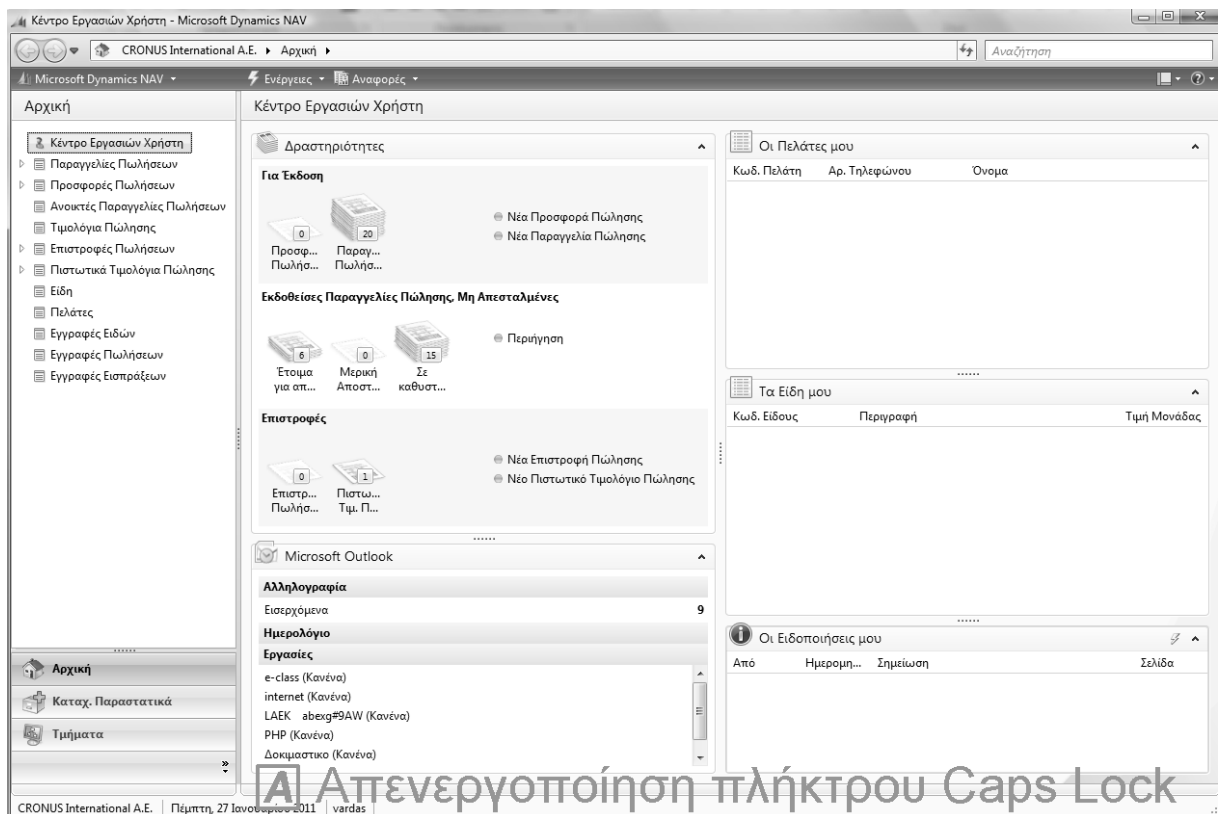 Κέντρο Εργασιών Χρήστη - Microsoft Dynamics NAV
CRONUS International A.E. Αρχική
Αναζήτηση
Microsoft Dynamics NAV
Ενέργειες Αναφορές
Αρχική
Κέντρο Εργασιών Χρήστη
Παραγγελίες Πωλήσεων
Προσφορές Πωλήσεων
Ανοικτές Παραγγελίες Πωλήσεων
Τιμολόγια Πώλησης
Επιστροφές Πωλήσεων
Πιστωτικά Τιμολόγια Πώλησης
Είδη
Πελάτες
Εγγραφές Ειδών
Εγγραφές Πωλήσεων
Εγγραφές Εισπράξεων
Αρχική
Καταχ. Παραστατικά
Τμήματα
Κέντρο Εργασιών Χρήστη
Δραστηριότητες
Για Έκδοση
0 20
Προσφ... Παραγ...
Πωλήσ... Πωλήσ...
Νέα Προσφορά Πώλησης
Νέα Παραγγελία Πώλησης
Εκδοθείσες Παραγγελίες Πώλησης, Μη Απεσταλμένες
6 0 15
Έτοιμα Μερική Σε
για απ... Αποστ... καθυστ...
Περιήγηση
Επιστροφές
0 1
Επιστρ... Πιστω...
Πωλήσ... Τιμ. Π...
Νέα Επιστροφή Πώλησης
Νέο Πιστωτικό Τιμολόγιο Πώλησης
Microsoft Outlook
Αλληλογραφία
Εισερχόμενα 9
Ημερολόγιο
Εργασίες
e-class (Κανένα)
internet (Κανένα)
LAEK abexg#9AW (Κανένα)
PHP (Κανένα)
Δοκιμαστικο (Κανένα)
Οι Πελάτες μου
Κωδ. Πελάτη Αρ. Τηλεφώνου Όνομα
Τα Είδη μου
Κωδ. Είδους Περιγραφή Τιμή Μονάδας
Οι Ειδοποιήσεις μου
Από Ημερομη... Σημείωση Σελίδα
A Απενεργοποίηση πλήκτρου Caps Lock
CRONUS International A.E. Πέμπτη, 27 Ιανουαρίου 2011 vardas